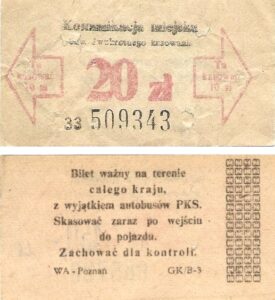 Komunikacja miejska
20 zł
33 509343
Bilet ważny na terenie
całego kraju,
z wyjątkiem autobusów PKS.
Skasować zaraz po wejściu
do pojazdu.
Zachować dla kontroli.
WA - Poznań GK/B-3